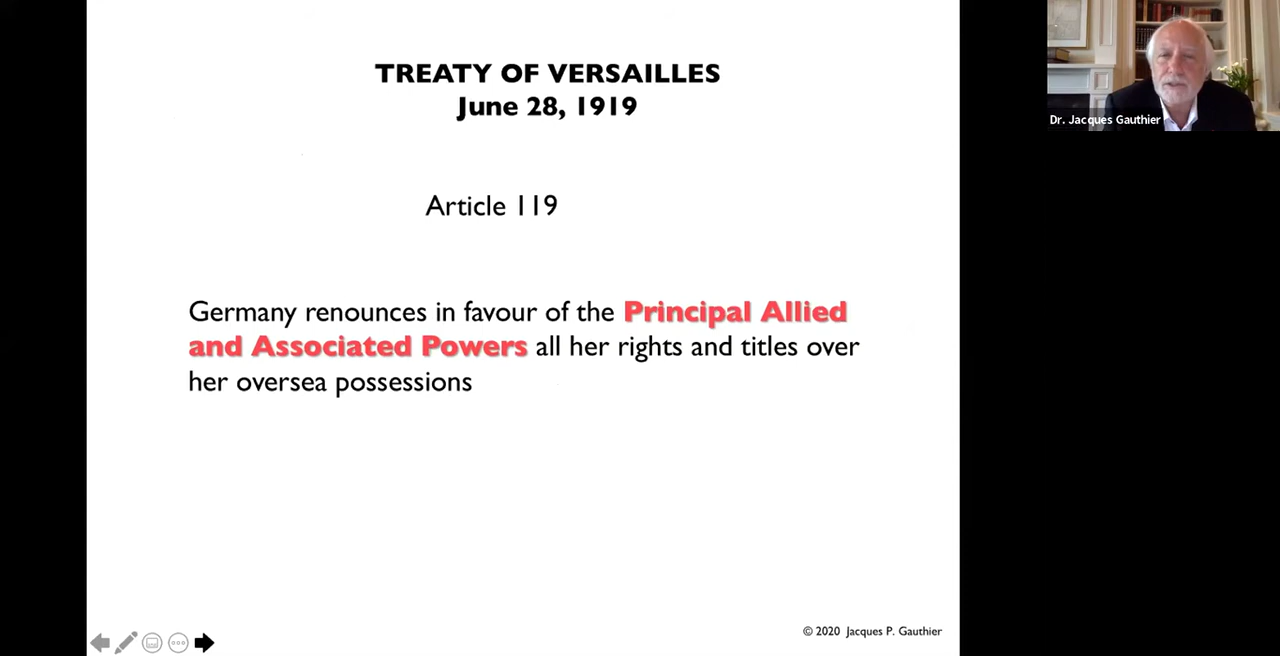 TREATY OF VERSAILLES
June 28, 1919
Article 119
Germany renounces in favour of the Principal Allied
and Associated Powers all her rights and titles over
her oversea possessions
© 2020 Jacques P. Gauthier
Dr. Jacques Gauthier